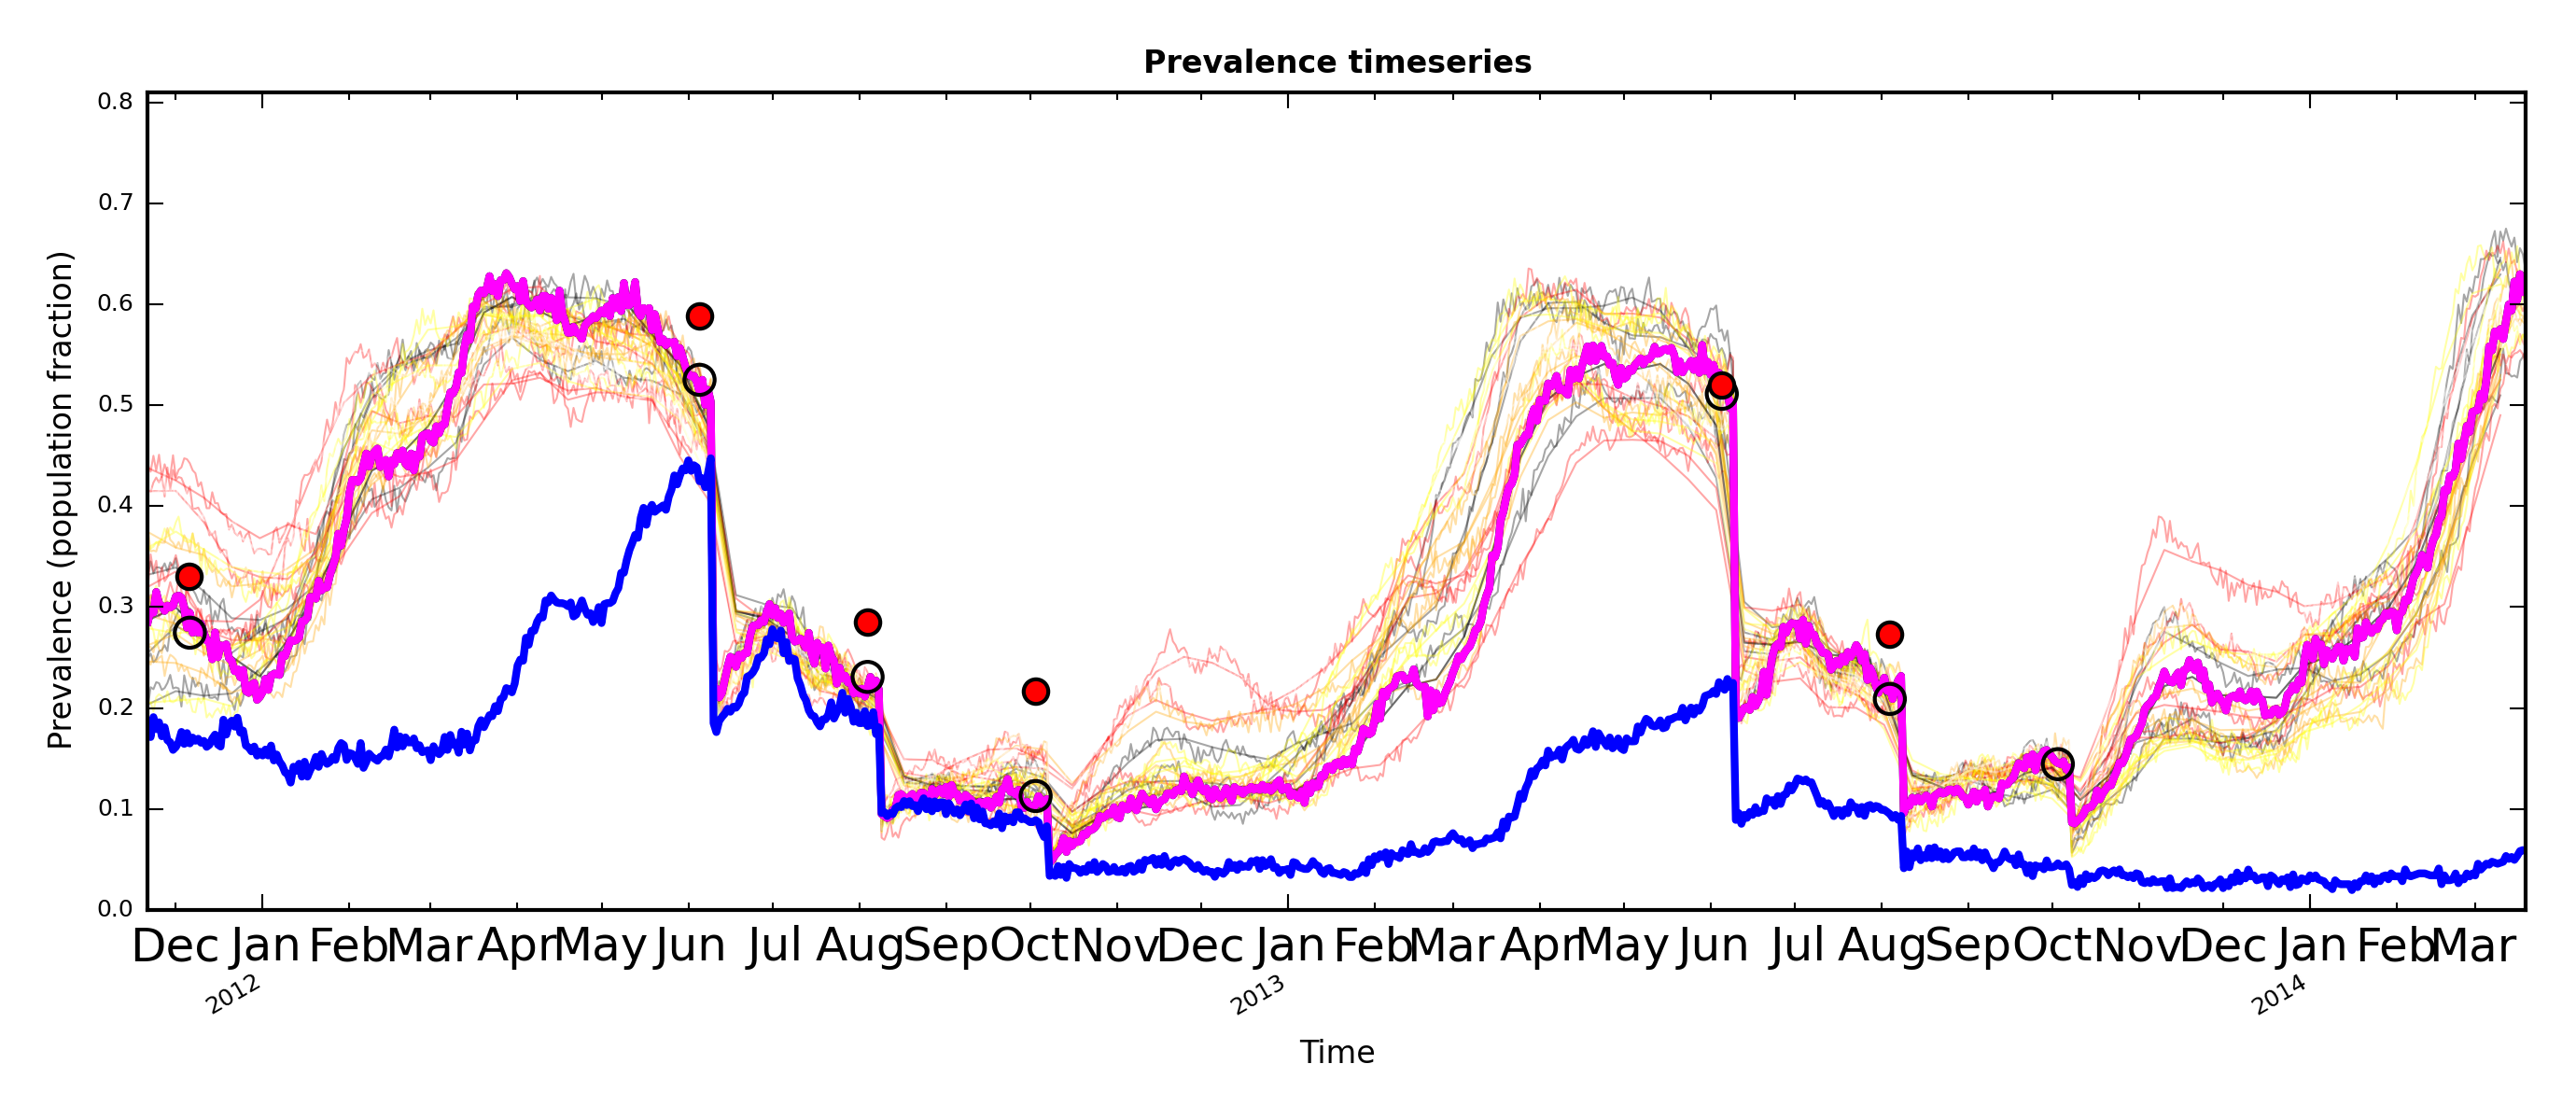 Prevalence timeseries
Prevalence (population fraction)
0.8
0.7
0.6
0.5
0.4
0.3
0.2
0.1
0.0
Dec Jan Feb Mar Apr May Jun Jul Aug Sep Oct Nov Dec Jan Feb Mar Apr May Jun Jul Aug Sep Oct Nov Dec Jan Feb Mar
2012 2013 2014
Time